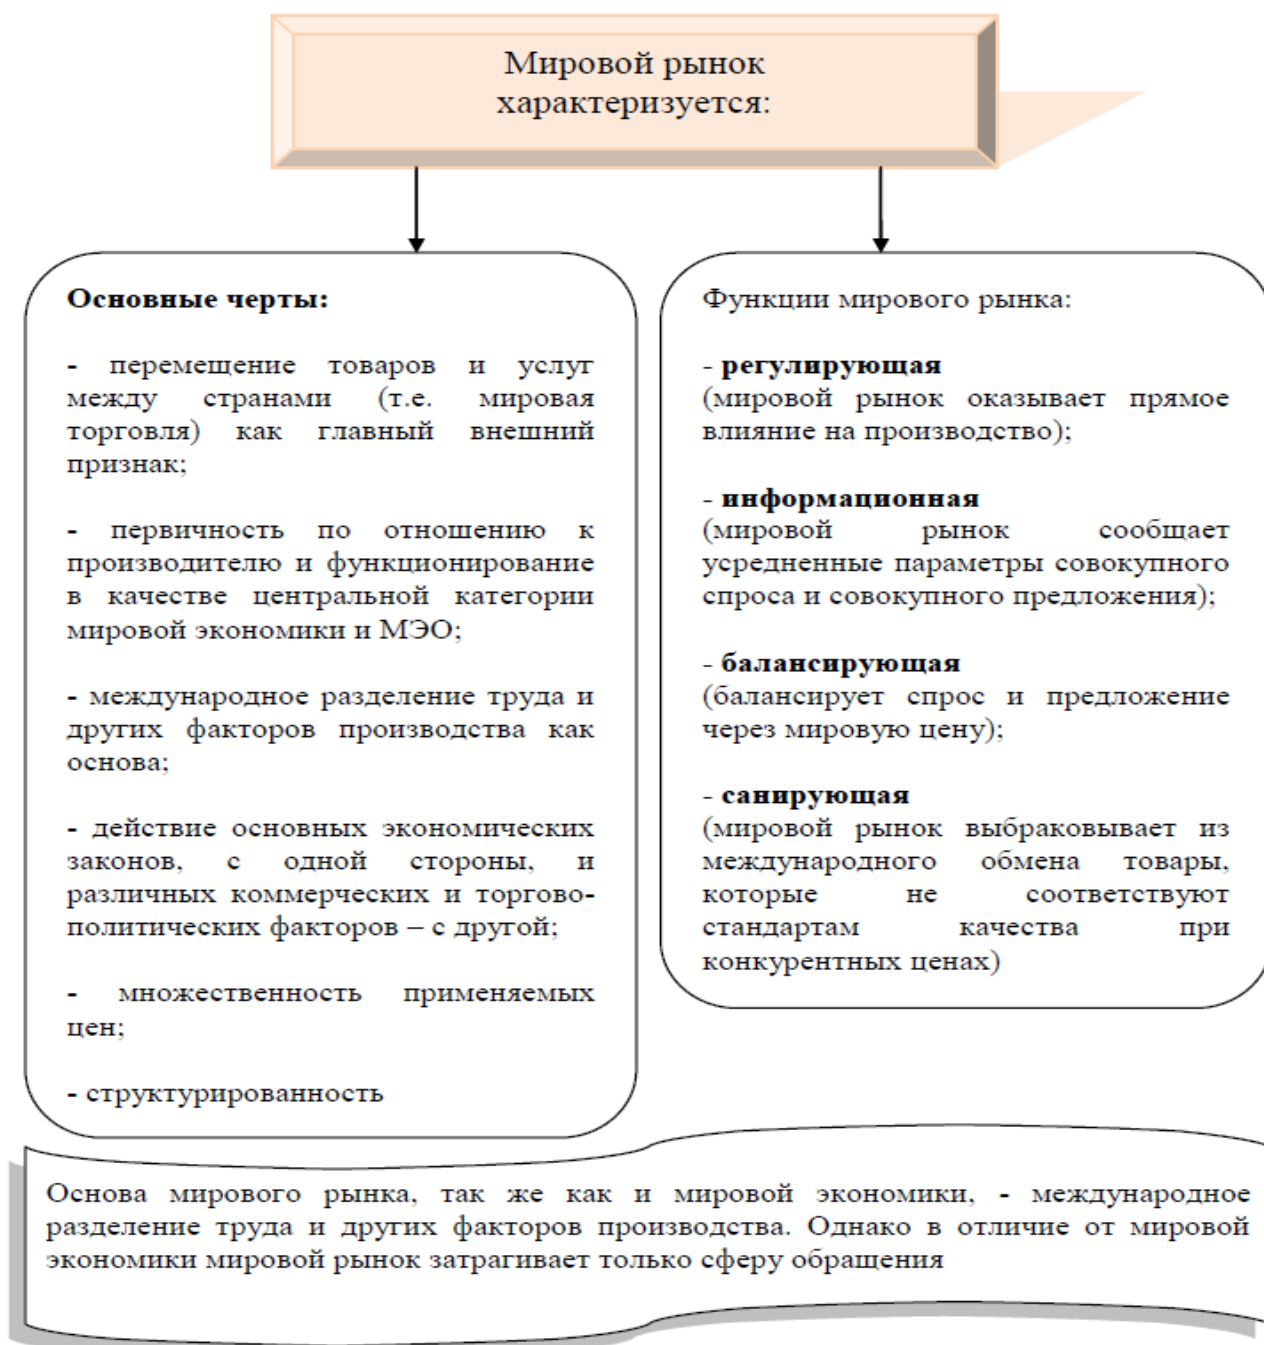 Мировой рынок
характеризуется:
Основные черты:
- перемещение товаров и услуг
между странами (т.е. мировая
торговля) как главный внешний
признак;
- первичность по отношению к
производителю и функционирование
в качестве центральной категории
мировой экономики и МЭО;
- международное разделение труда и
других факторов производства как
основа;
- действие основных экономических
законов, с одной стороны, и
различных коммерческих и торгово-
политических факторов – с другой;
- множественность применяемых
цен;
- структурированность
Функции мирового рынка:
- регулирующая
(мировой рынок оказывает прямое
влияние на производство);
- информационная
(мировой рынок сообщает
усредненные параметры совокупного
спроса и совокупного предложения);
- балансирующая
(балансирует спрос и предложение
через мировую цену);
- санирующая
(мировой рынок выбраковывает из
международного обмена товары,
которые не соответствуют
стандартам качества при
конкурентных ценах)
Основа мирового рынка, так же как и мировой экономики, - международное
разделение труда и других факторов производства. Однако в отличие от мировой
экономики мировой рынок затрагивает только сферу обращения